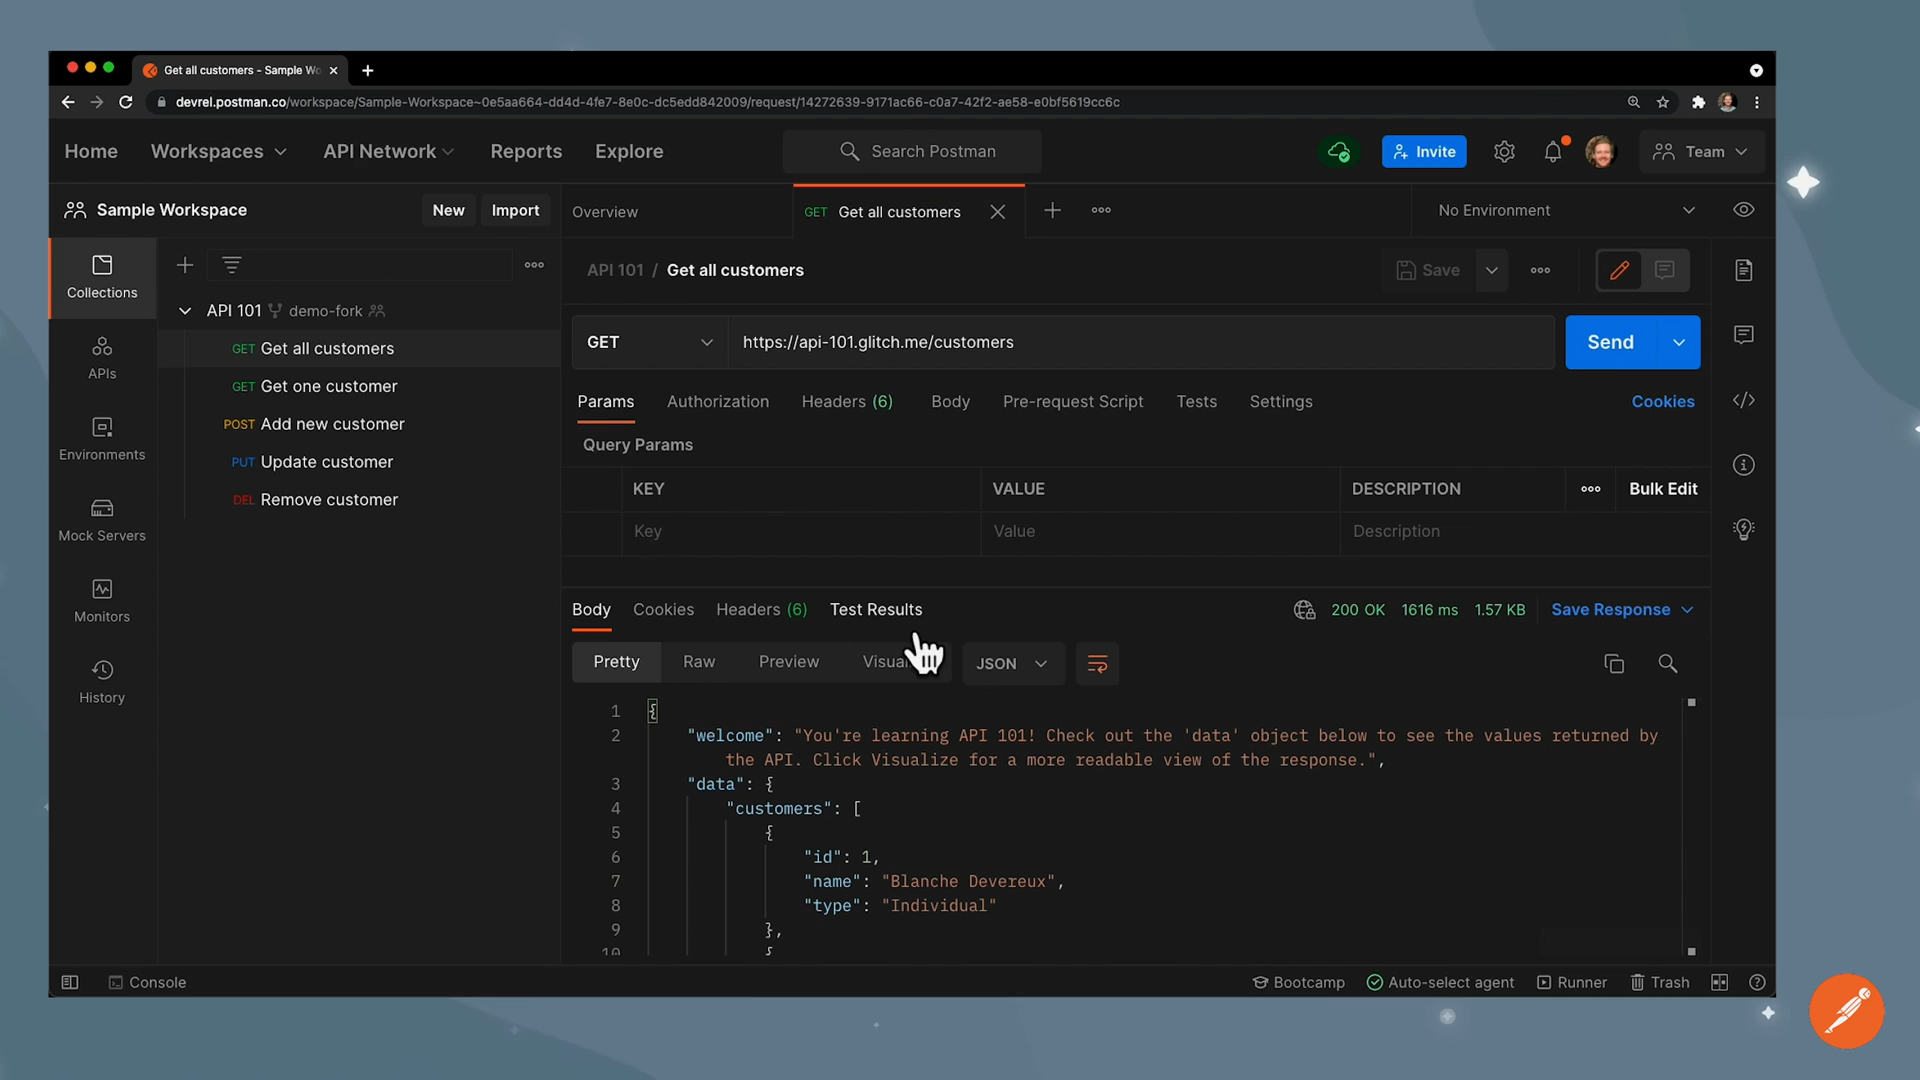 Get all customers - Sample Wo
devrel.postman.co/workspace/Sample-Workspace~0e5aa664-dd4d-4fe7-8e0c-dc5edd842009/request/14272639-9171ac66-c0a7-42f2-ae58-e0bf5619cc6c
Home Workspaces API Network Reports Explore Search Postman Invite Team
Sample Workspace New Import
Overview GET Get all customers No Environment
Collections
APIs
Environments
Mock Servers
Monitors
History
API 101 demo-fork
GET Get all customers
GET Get one customer
POST Add new customer
PUT Update customer
DEL Remove customer
API 101 / Get all customers Save
GET https://api-101.glitch.me/customers Send
Params Authorization Headers (6) Body Pre-request Script Tests Settings Cookies
Query Params
KEY VALUE DESCRIPTION Bulk Edit
Key Value Description
Body Cookies Headers (6) Test Results 200 OK 1616 ms 1.57 KB Save Response
Pretty Raw Preview JSON
1 {
2 "welcome": "You're learning API 101! Check out the 'data' object below to see the values returned by
the API. Click Visualize for a more readable view of the response.",
3 "data": {
4 "customers": [
5 {
6 "id": 1,
7 "name": "Blanche Devereux",
8 "type": "Individual"
9 },
10 {
Console Bootcamp Auto-select agent Runner Trash